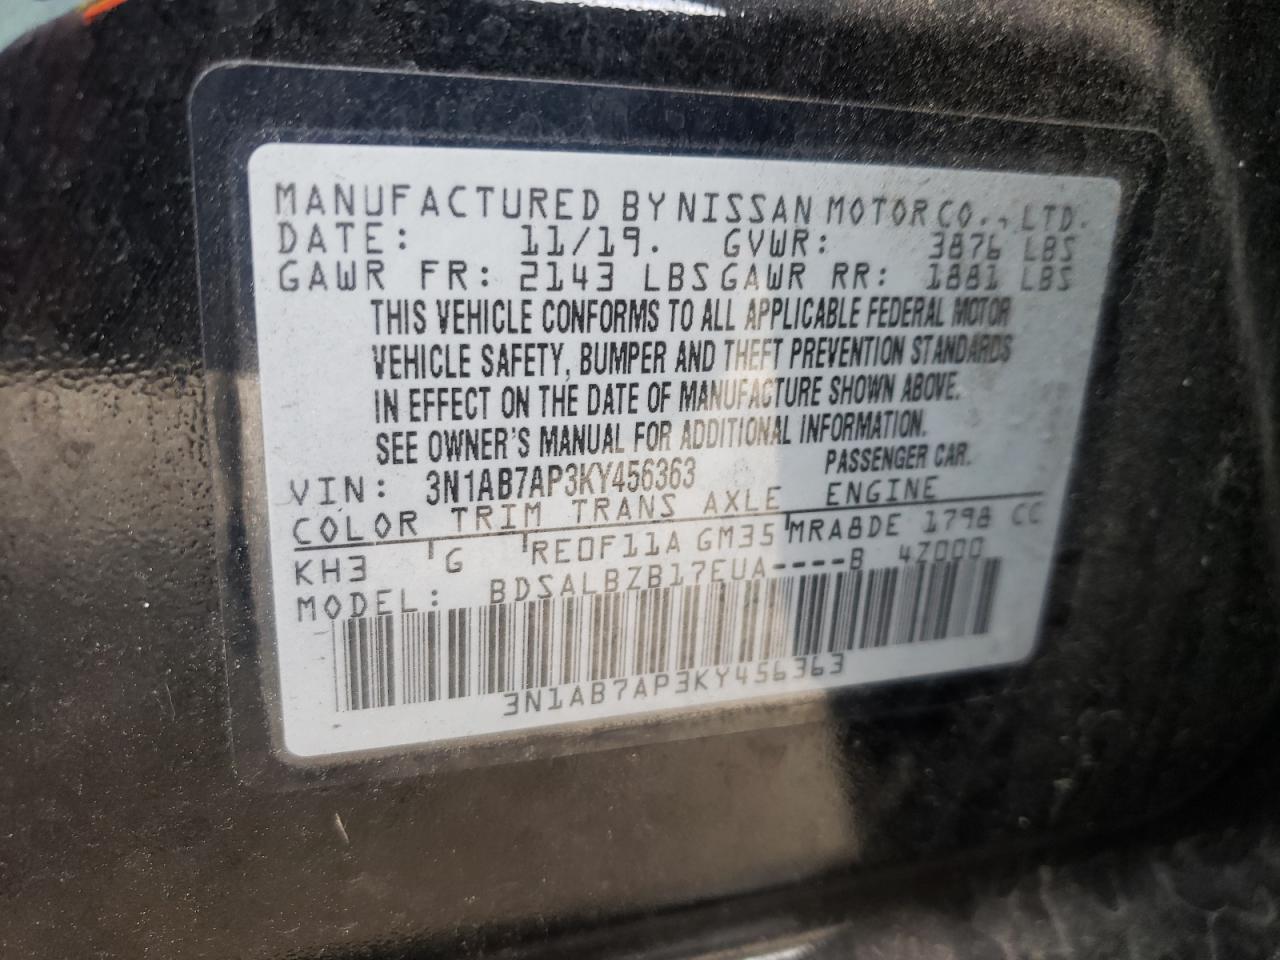 MANUFACTURED BY NISSAN MOTOR CO., LTD.
DATE: 11/19. GVWR: 3876 LBS
GAWR FR: 2143 LBS GAWR RR: 1881 LBS
THIS VEHICLE CONFORMS TO ALL APPLICABLE FEDERAL MOTOR
VEHICLE SAFETY, BUMPER AND THEFT PREVENTION STANDARDS
IN EFFECT ON THE DATE OF MANUFACTURE SHOWN ABOVE.
SEE OWNER'S MANUAL FOR ADDITIONAL INFORMATION.
VIN: 3N1AB7AP3KY456363 PASSENGER CAR.
COLOR TRIM TRANS AXLE ENGINE
KH3 G RE0F11A GM35 MRA8DE 1798 CC
MODEL: BDSALBZB17EUA----B 4Z000
3N1AB7AP3KY456363